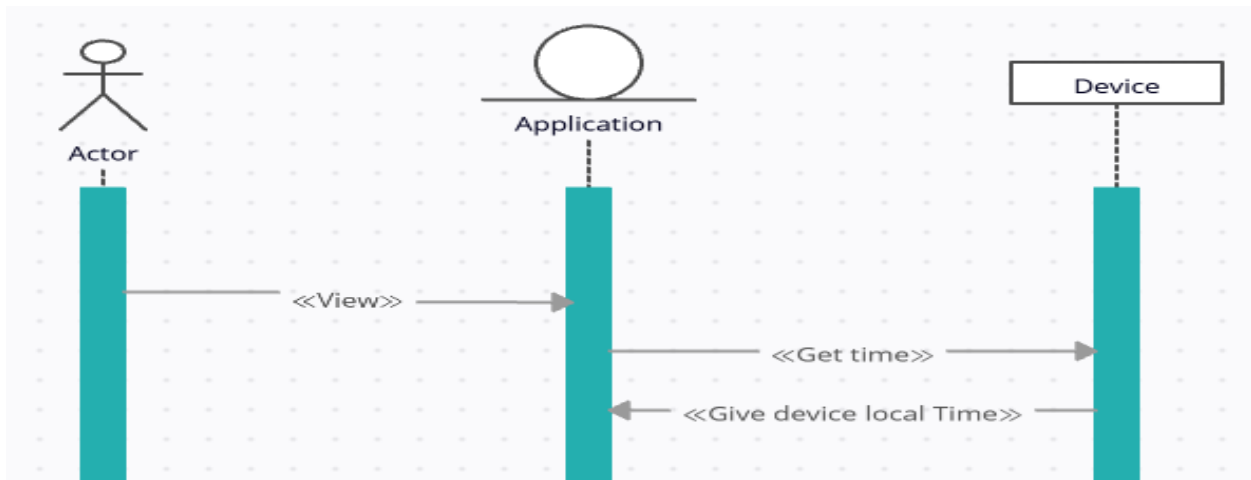 Device
Application
Actor
≪View≫
≪Get time≫
≪Give device local Time≫